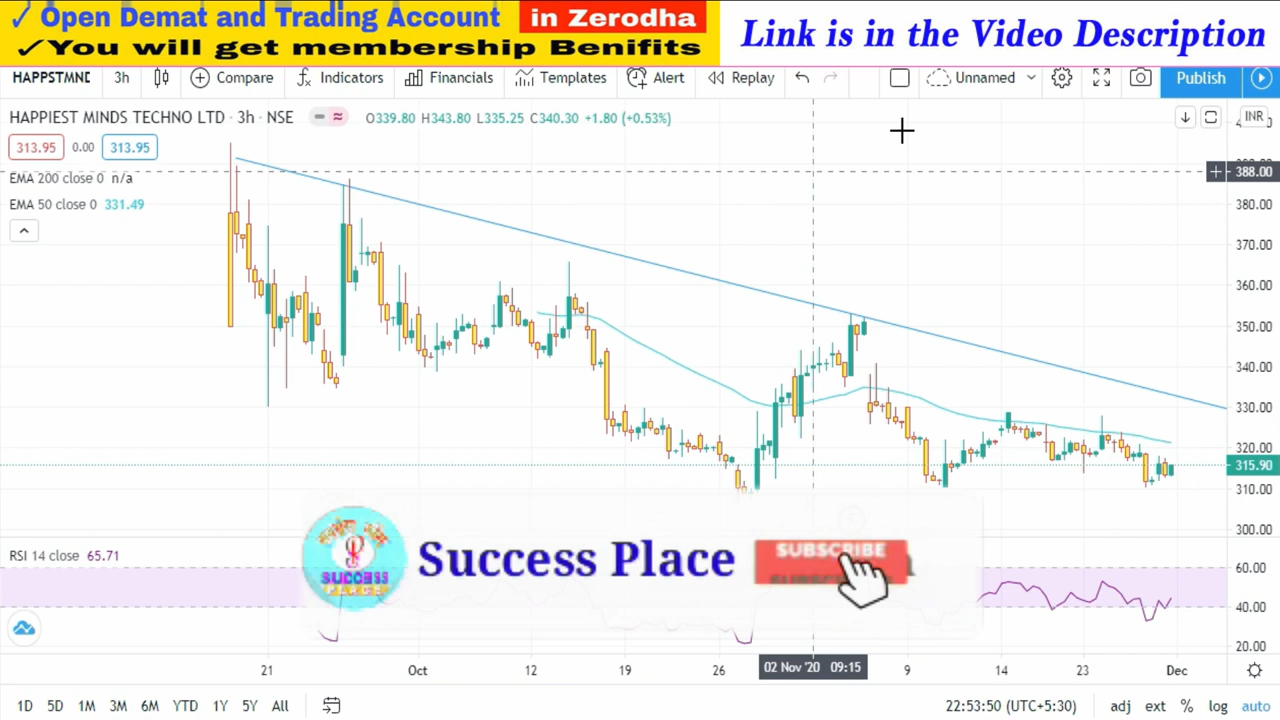 ✓ Open Demat and Trading Account in Zerodha
✓You will get membership Benifits
Link is in the Video Description
HAPPSTMND 3h Compare Indicators Financials Templates Alert Replay Unnamed Publish
HAPPIEST MINDS TECHNO LTD · 3h · NSE O339.80 H343.80 L335.25 C340.30 +1.80 (+0.53%) INR
313.95 0.00 313.95
EMA 200 close 0 n/a
388.00
EMA 50 close 0 331.49
380.00
370.00
360.00
350.00
340.00
330.00
320.00
315.90
310.00
300.00
RSI 14 close 65.71
60.00
40.00
20.00
Success Place
SUBSCRIBE
SUCCESS
21 Oct 12 19 26 02 Nov '20 09:15 9 14 23 Dec
1D 5D 1M 3M 6M YTD 1Y 5Y All 22:53:50 (UTC+5:30) adj ext % log auto